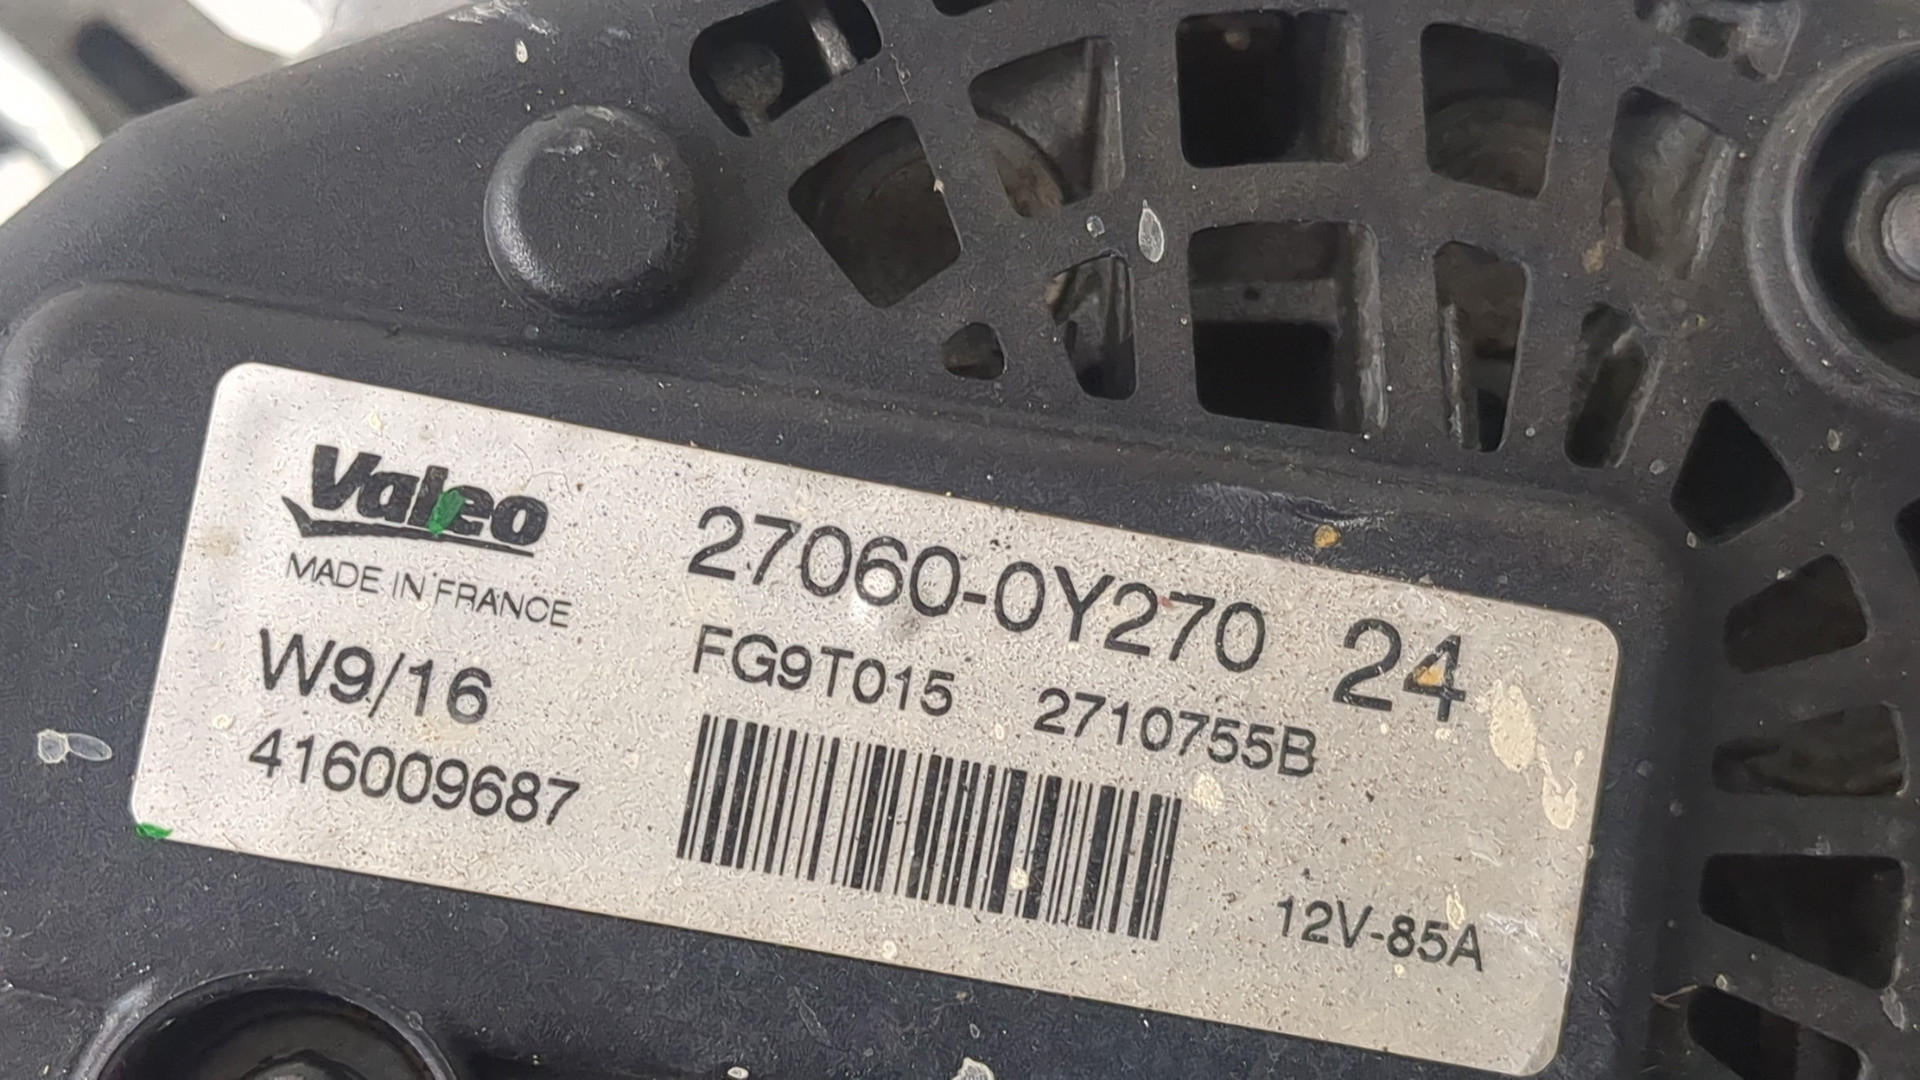 Valeo
MADE IN FRANCE
W9/16
416009687
27060-0Y270 24
FG9T015 2710755B
12V-85A